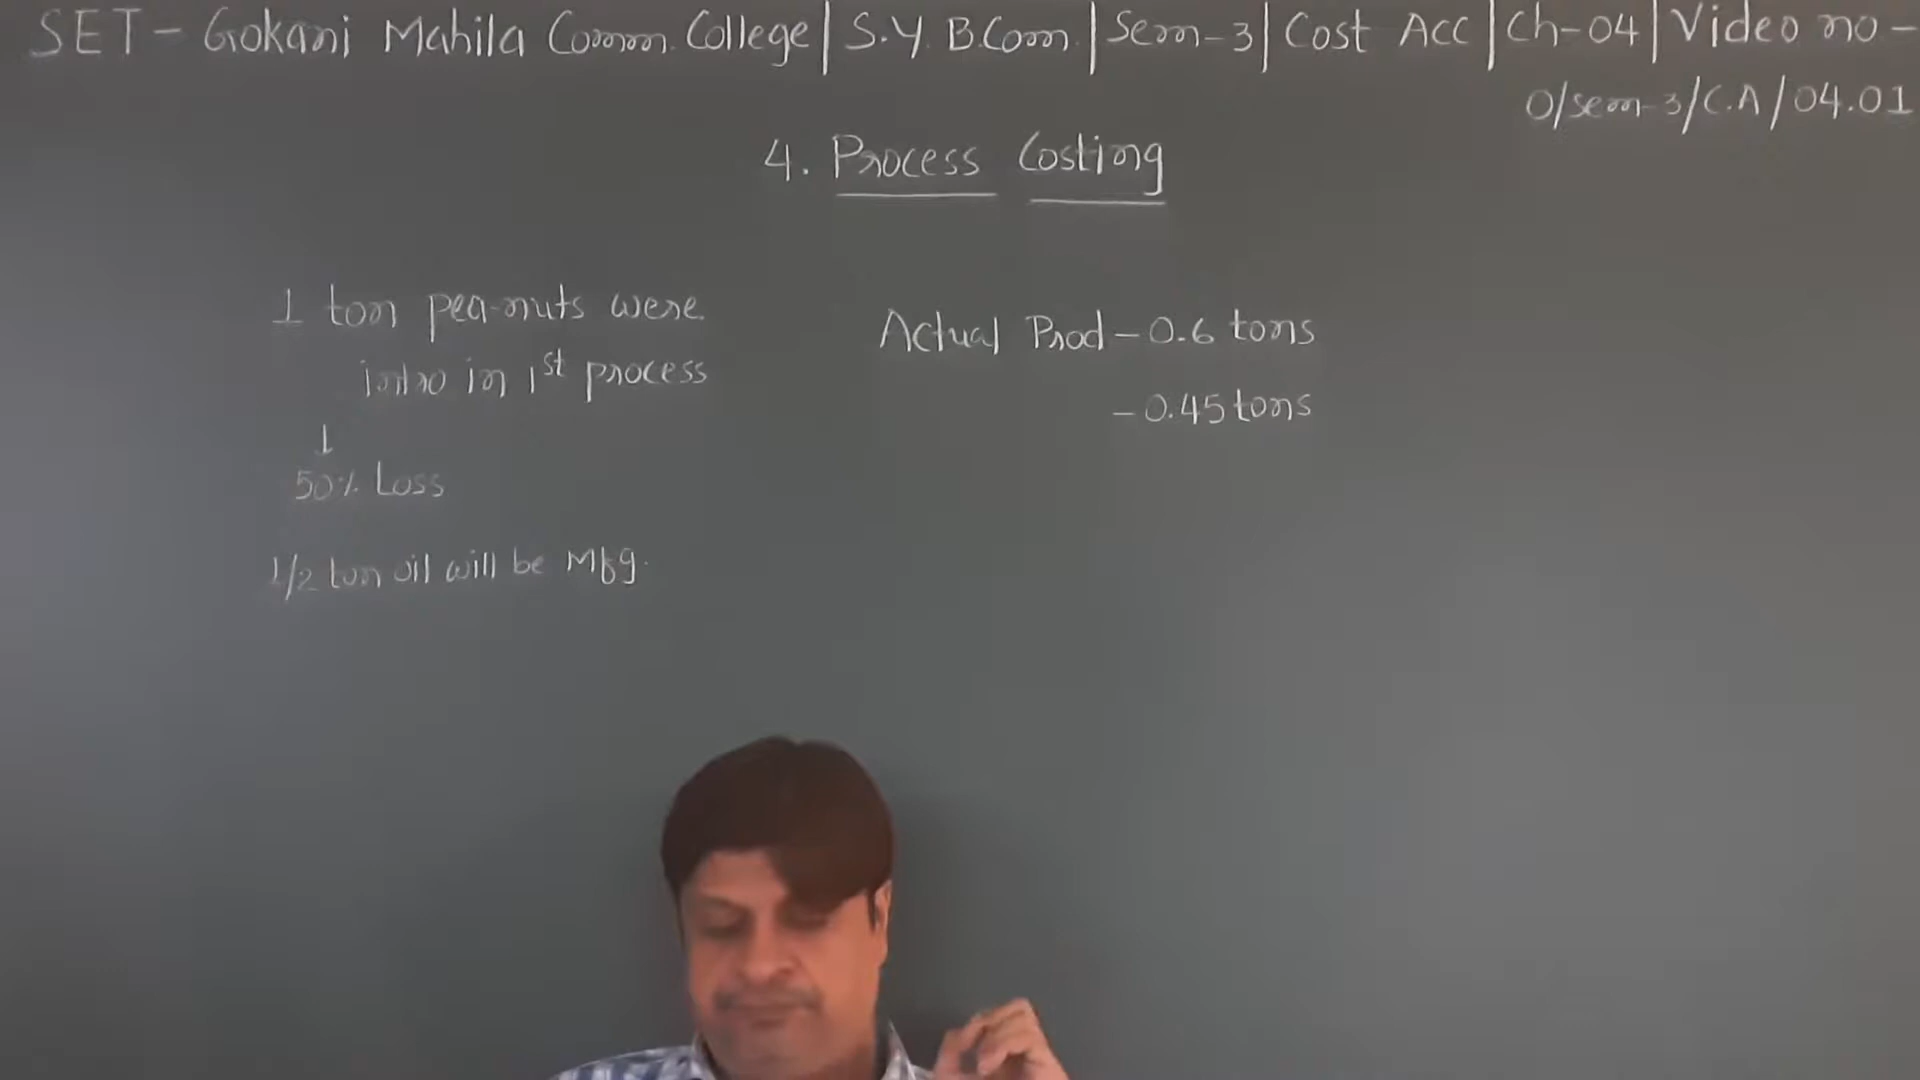 SET - Gokani Mahila Comm. College | S.Y. B.Com. | Sem-3 | Cost Acc | Ch-04 | Video no -
0/sem-3/C.A/04.01
4. Process Costing
1 ton pea-nuts were
intro in 1st process
↓
50% Loss
1/2 ton oil will be Mfg.
Actual Prod - 0.6 tons
- 0.45 tons